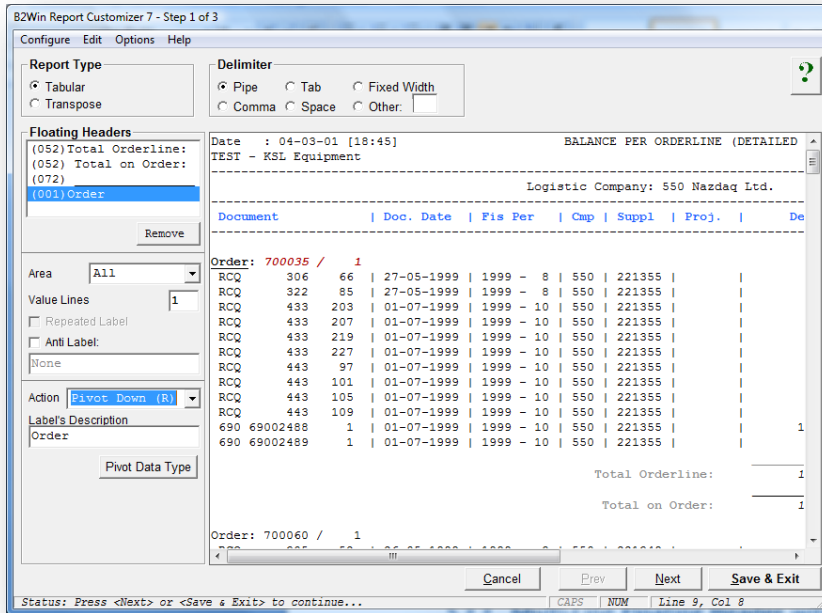 B2Win Report Customizer 7 - Step 1 of 3
Configure Edit Options Help
Report Type
Tabular
Transpose
Delimiter
Pipe Tab Fixed Width
Comma Space Other:
?
Floating Headers
(052)Total Orderline:
(052) Total on Order:
(072)
(001)Order
Remove
Area All
Value Lines 1
Repeated Label
Anti Label:
None
Action Pivot Down (R)
Label's Description
Order
Pivot Data Type
Date : 04-03-01 [18:45] BALANCE PER ORDERLINE (DETAILED
TEST - KSL Equipment
Logistic Company: 550 Nazdaq Ltd.
Document | Doc. Date | Fis Per | Cmp | Suppl | Proj. | De
Order: 700035 / 1
RCQ 306 66 | 27-05-1999 | 1999 - 8 | 550 | 221355 | |
RCQ 322 85 | 27-05-1999 | 1999 - 8 | 550 | 221355 | |
RCQ 433 203 | 01-07-1999 | 1999 - 10 | 550 | 221355 | |
RCQ 433 207 | 01-07-1999 | 1999 - 10 | 550 | 221355 | |
RCQ 433 219 | 01-07-1999 | 1999 - 10 | 550 | 221355 | |
RCQ 433 227 | 01-07-1999 | 1999 - 10 | 550 | 221355 | |
RCQ 443 97 | 01-07-1999 | 1999 - 10 | 550 | 221355 | |
RCQ 443 101 | 01-07-1999 | 1999 - 10 | 550 | 221355 | |
RCQ 443 105 | 01-07-1999 | 1999 - 10 | 550 | 221355 | |
RCQ 443 109 | 01-07-1999 | 1999 - 10 | 550 | 221355 | |
690 69002488 1 | 01-07-1999 | 1999 - 10 | 550 | 221355 | | 1
690 69002489 1 | 01-07-1999 | 1999 - 10 | 550 | 221355 | |
Total Orderline: 1
Total on Order: 1
Order: 700060 / 1
Cancel Prev Next Save & Exit
Status: Press <Next> or <Save & Exit> to continue... CAPS NUM Line 9, Col 8